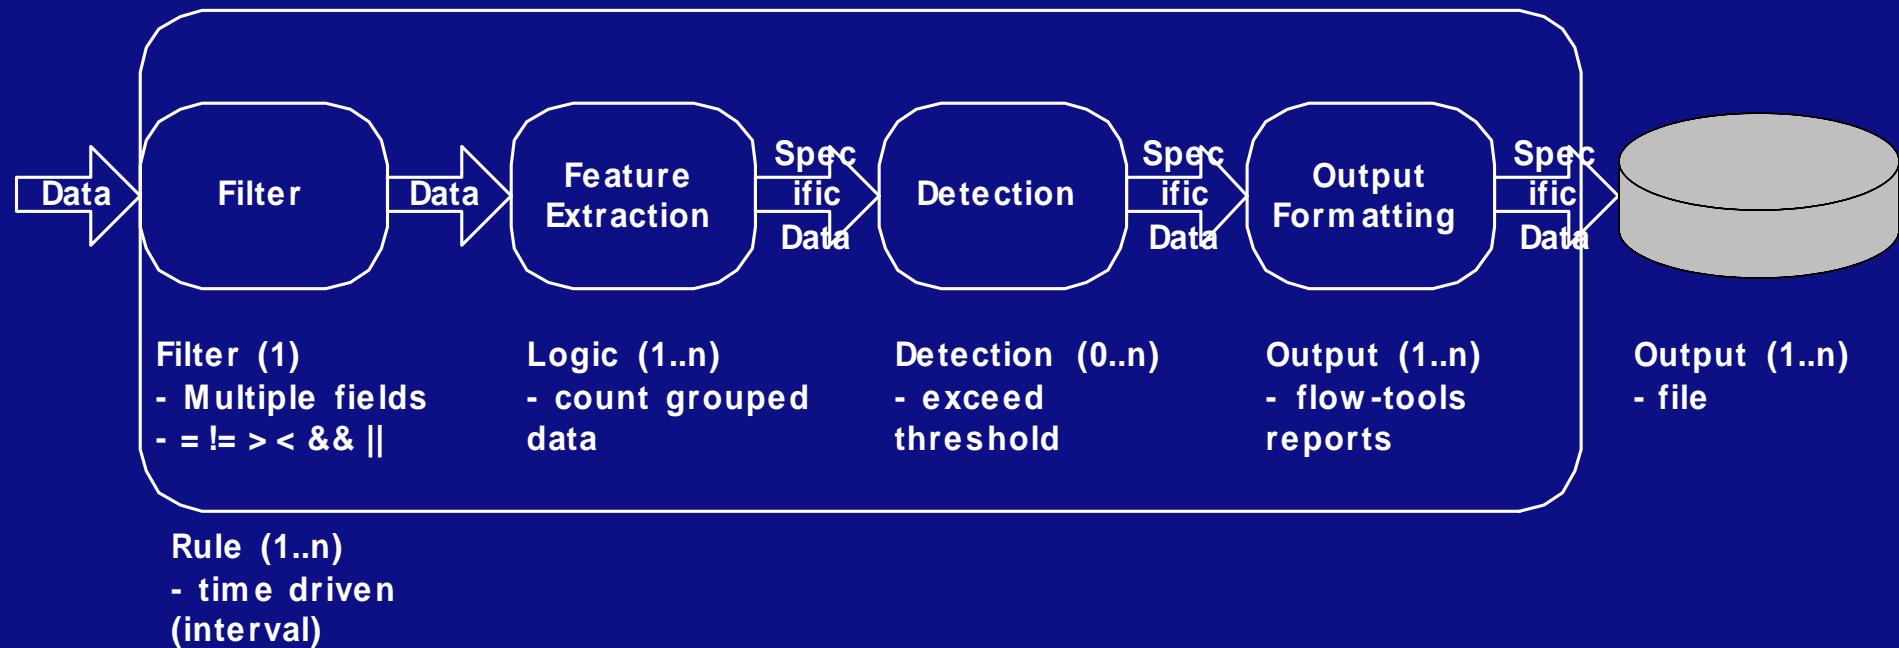 Data
Filter
Data
Feature
Extraction
Spec
ific
Data
Detection
Spec
ific
Data
Output
Formatting
Spec
ific
Data
Filter (1)
- Multiple fields
- = != > < && ||
Logic (1..n)
- count grouped
data
Detection (0..n)
- exceed
threshold
Output (1..n)
- flow-tools
reports
Output (1..n)
- file
Rule (1..n)
- time driven
(interval)